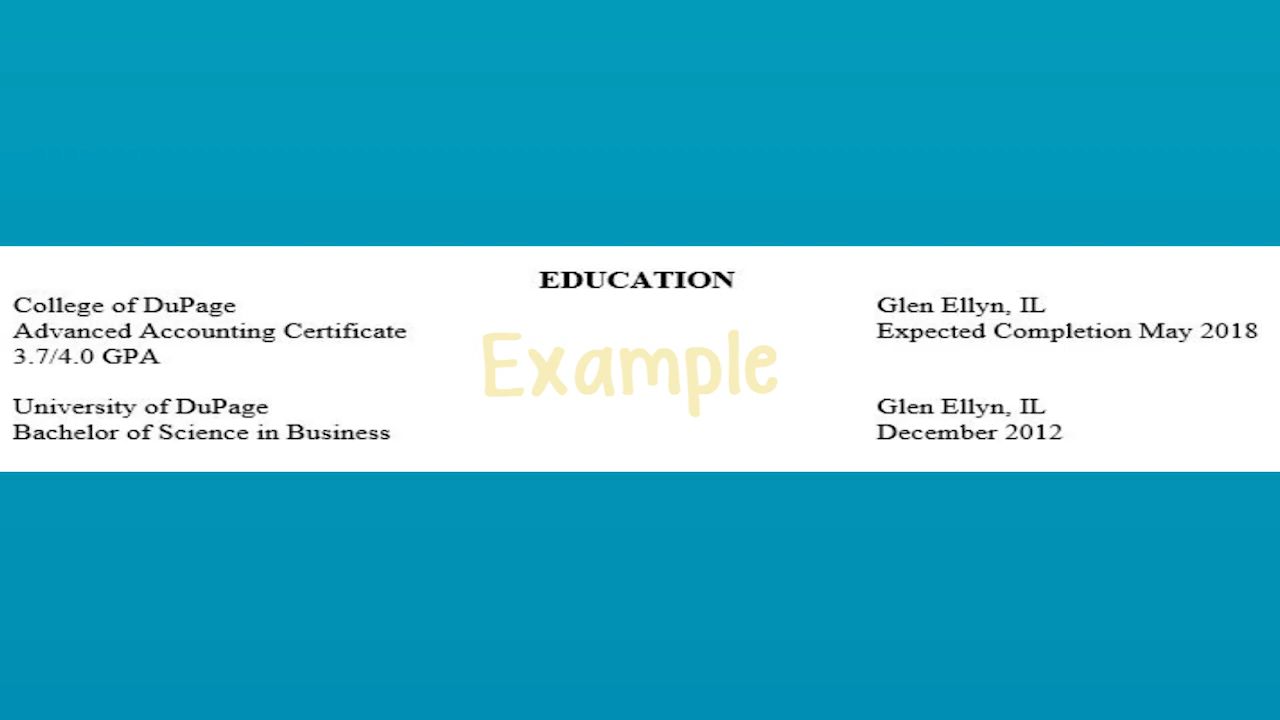 EDUCATION
College of DuPage Glen Ellyn, IL
Advanced Accounting Certificate Expected Completion May 2018
3.7/4.0 GPA
Example
University of DuPage Glen Ellyn, IL
Bachelor of Science in Business December 2012